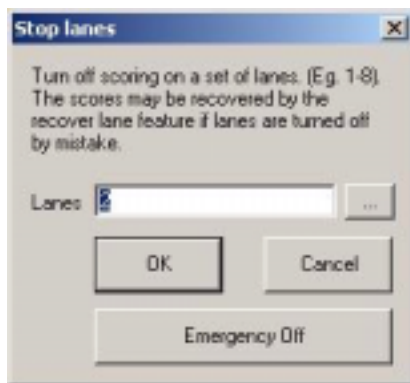 Stop lanes
Turn off scoring on a set of lanes. (Eg. 1-8).
The scores may be recovered by the
recover lane feature if lanes are turned off
by mistake.
Lanes 2 ...
OK Cancel
Emergency Off